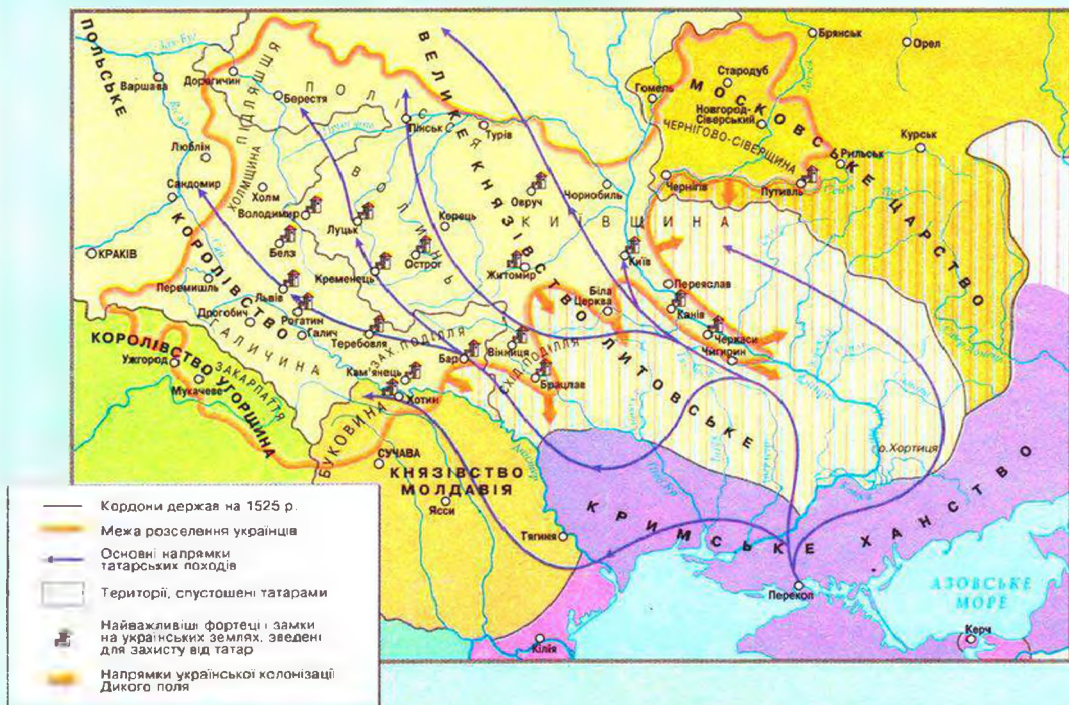 ПОЛЬСЬКЕ
КОРОЛІВСТВО
ВЕЛИКЕ КНЯЗІВСТВО ЛИТОВСЬКЕ
МОСКОВСЬКЕ ЦАРСТВО
КРИМСЬКЕ ХАНСТВО
КОРОЛІВСТВО
УГОРЩИНА
КНЯЗІВСТВО
МОЛДАВІЯ
ПІДЛЯШШЯ
ПОЛІССЯ
ХОЛМЩИНА
ВОЛИНЬ
КИЇВЩИНА
ЧЕРНІГОВО-СІВЕРЩИНА
ГАЛИЧИНА
ЗАХ. ПОДІЛЛЯ
СХІД. ПОДІЛЛЯ
ЗАКАРПАТТЯ
БУКОВИНА
АЗОВСЬКЕ
МОРЕ
Варшава
Дорогичин
Берестя
Пінськ
Турів
Гомель
Брянськ
Орел
Стародуб
Новгород-
Сіверський
Курськ
Рильськ
Путивль
Чернігів
Люблін
Сандомир
Холм
Володимир
Луцьк
Корець
Овруч
Чорнобиль
КРАКІВ
Белз
Кременець
Острог
Житомир
Київ
Переяслав
Перемишль
Львів
Дрогобич
Рогатин
Галич
Теребовля
Біла
Церква
Канів
Черкаси
Чигирин
Бар
Вінниця
Брацлав
Кам'янець
Хотин
Ужгород
Мукачеве
СУЧАВА
Ясси
Тягиня
о.Хортиця
Перекоп
Керч
Кілія
Дністер
Кордони держав на 1525 р.
Межа розселення українців
Основні напрямки
татарських походів
Території, спустошені татарами
Найважливіші фортеці і замки
на українських землях, зведені
для захисту від татар
Напрямки української колонізації
Дикого поля